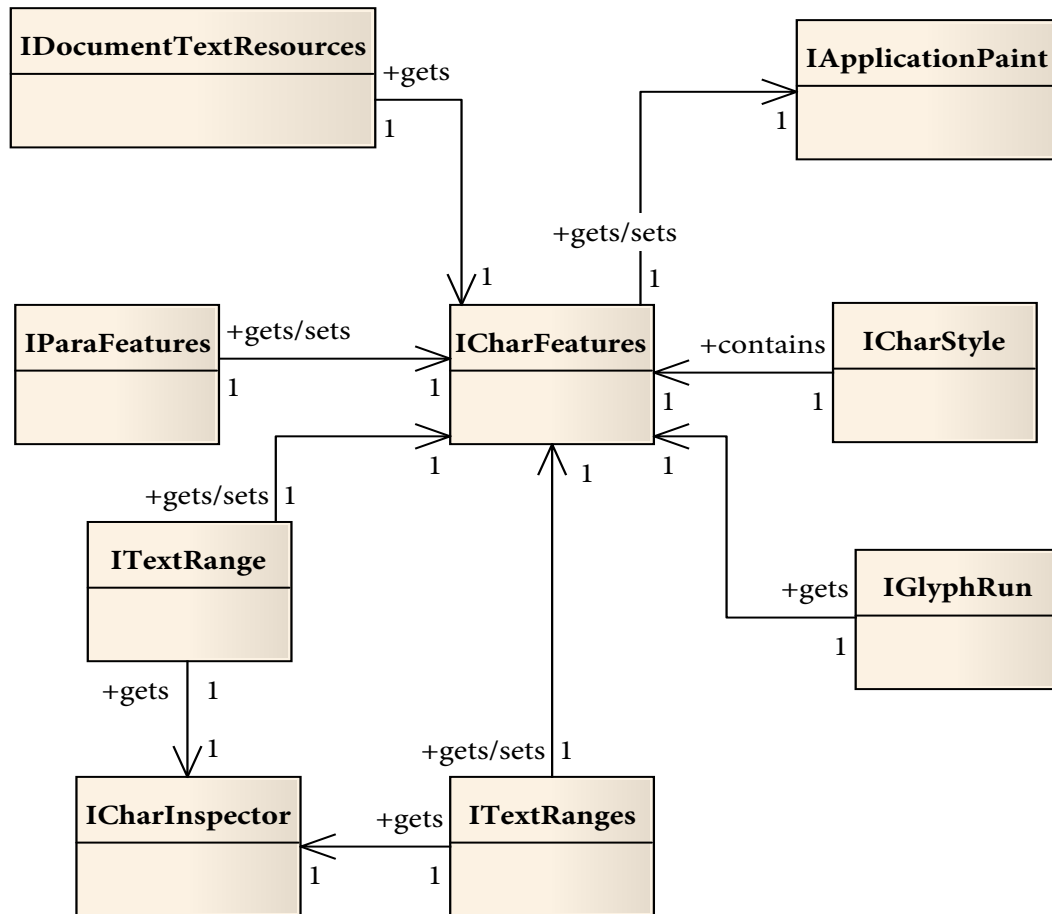 IDocumentTextResources
+gets
1
1
IApplicationPaint
1
+gets/sets
1
IParaFeatures
+gets/sets
1
1
ICharFeatures
ICharStyle
+contains
1
1
+gets/sets
1
1
ITextRange
+gets
1
1
1
+gets/sets
1
ITextRanges
+gets
1
1
ICharInspector
IGlyphRun
+gets
1
1